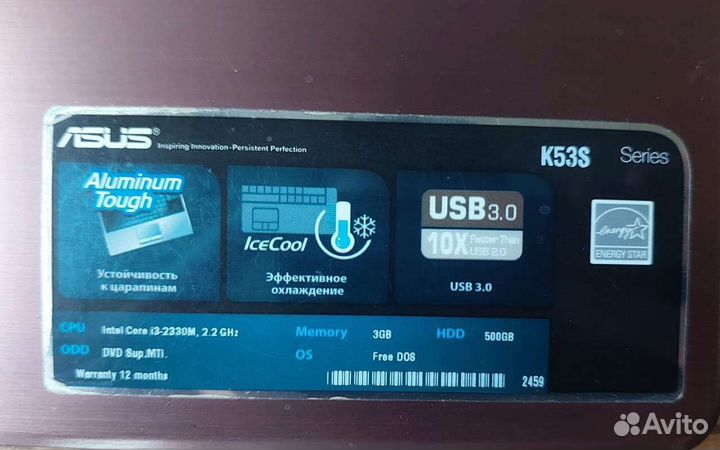 ASUS®
Inspiring Innovation · Persistent Perfection
K53S Series
Aluminum
Tough
Устойчивость
к царапинам
IceCool
Эффективное
охлаждение
USB 3.0
10X Faster Than
USB 2.0
USB 3.0
energy
ENERGY STAR
CPU Intel Core i3-2330M, 2.2 GHz Memory 3GB HDD 500GB
ODD DVD Sup.MTI. OS Free DOS
Warranty 12 months 2459
Avito